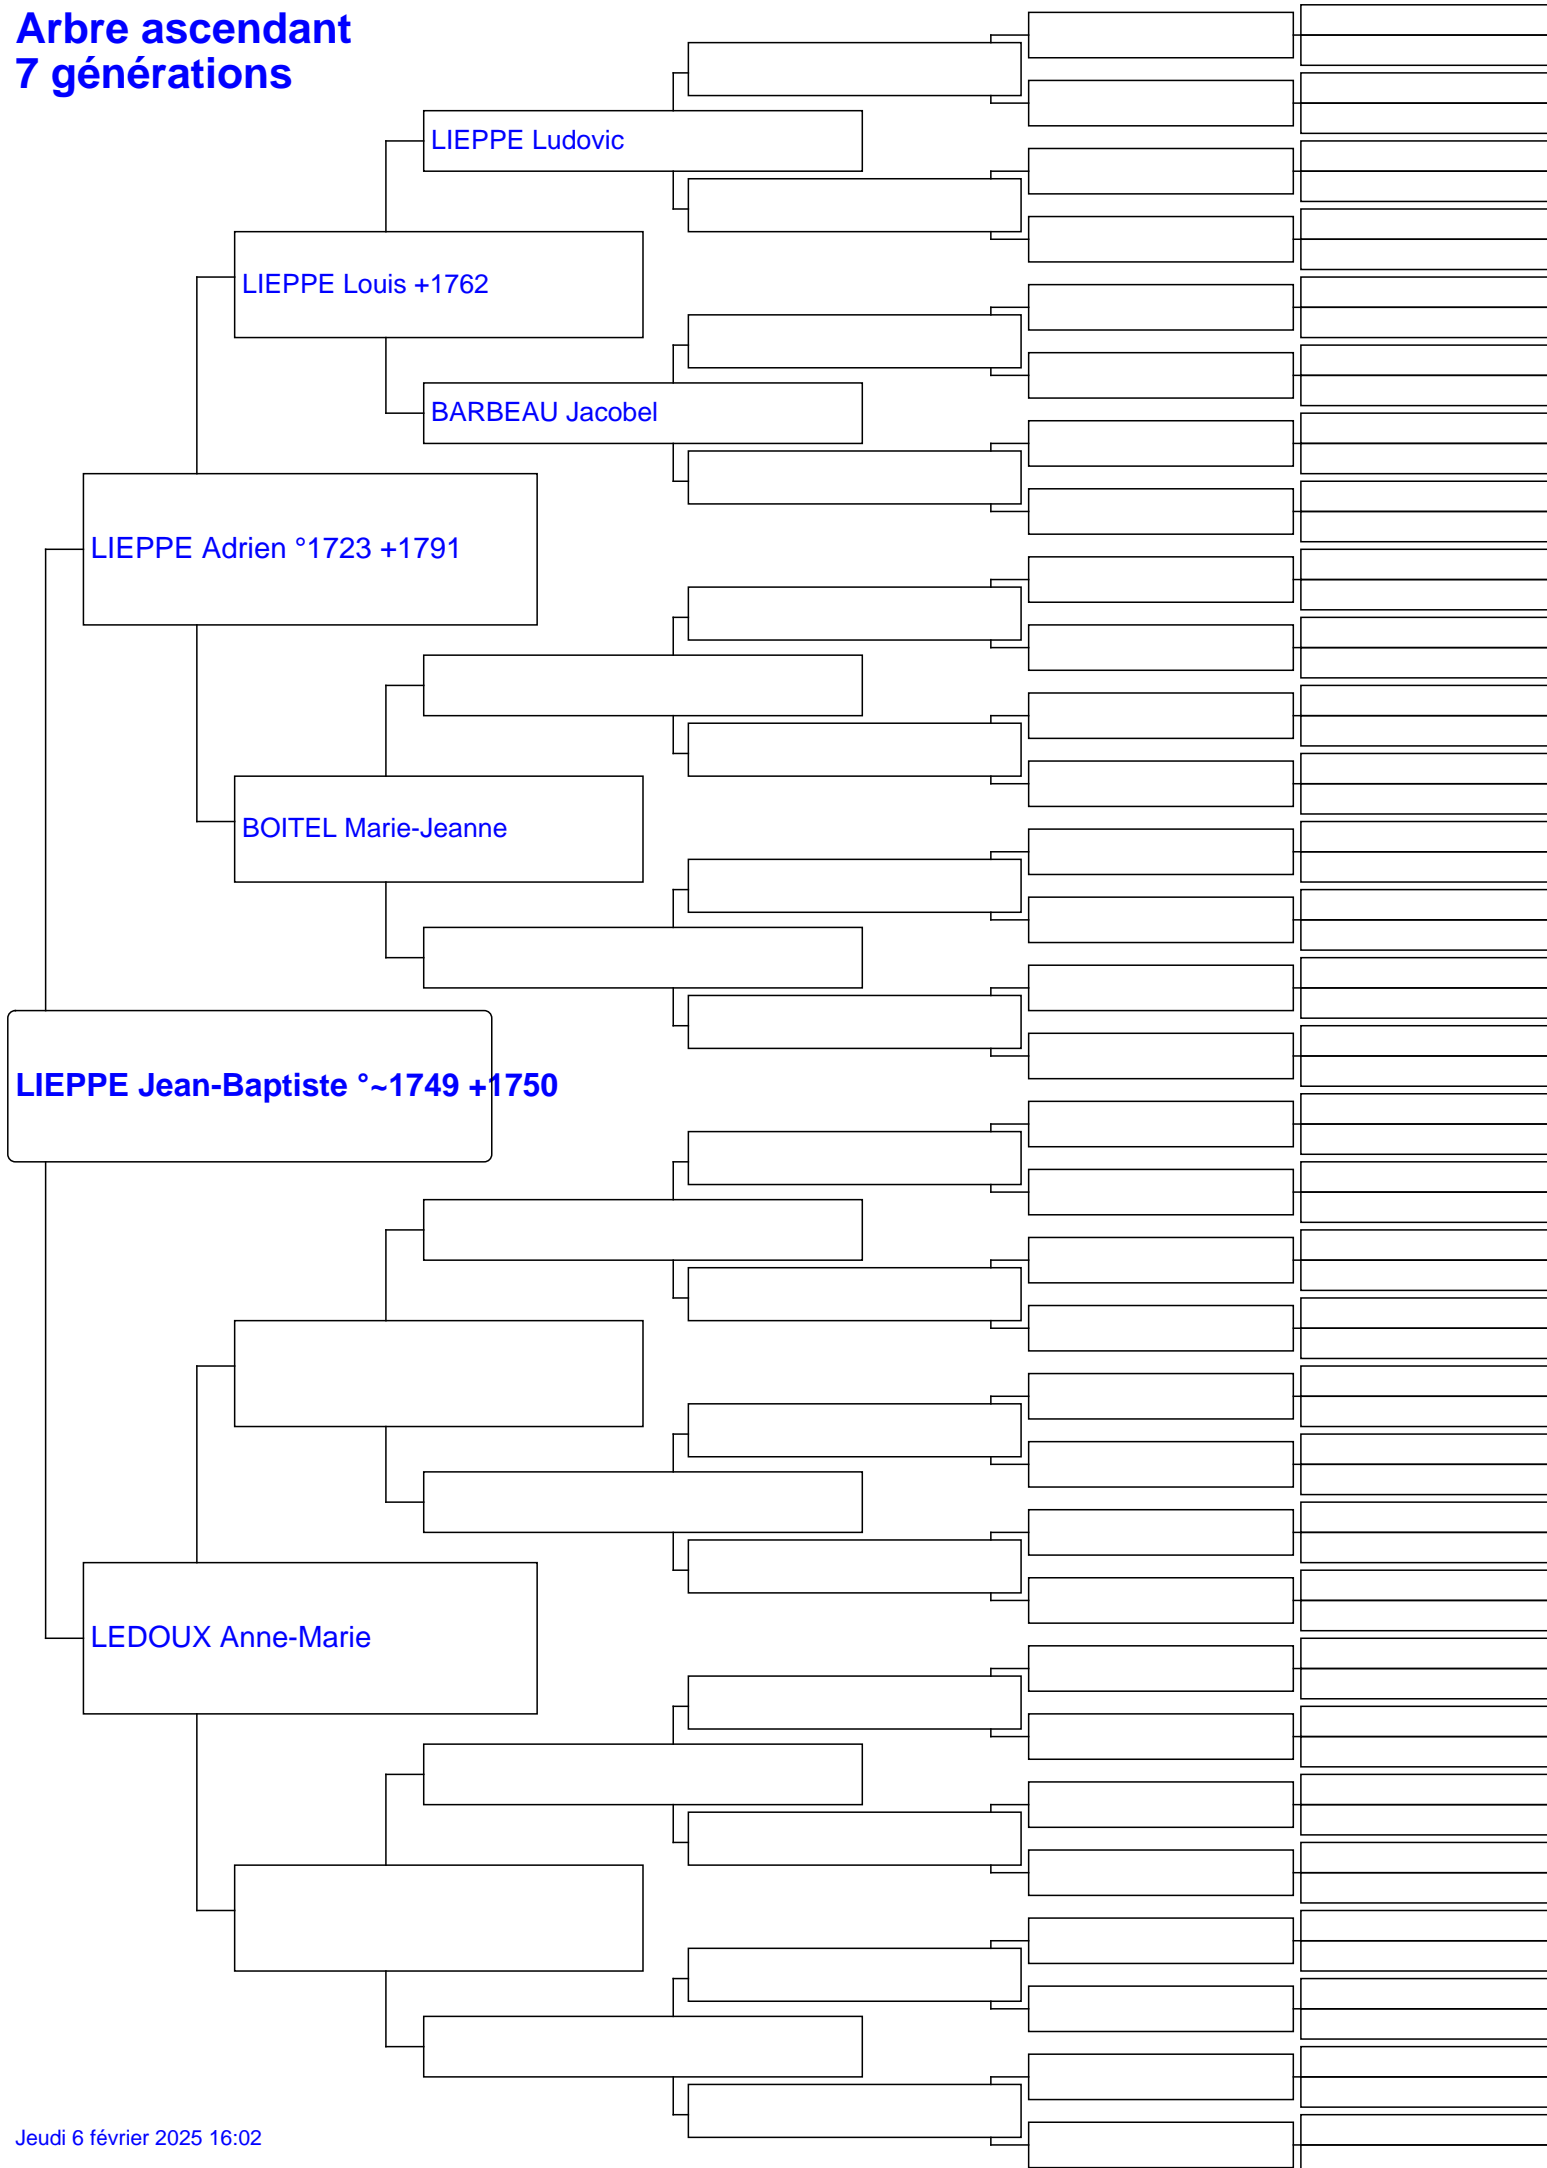 Arbre ascendant
7 générations
LIEPPE Ludovic
LIEPPE Louis +1762
BARBEAU Jacobel
LIEPPE Adrien °1723 +1791
BOITEL Marie-Jeanne
LIEPPE Jean-Baptiste °~1749 +1750
LEDOUX Anne-Marie
Jeudi 6 février 2025 16:02